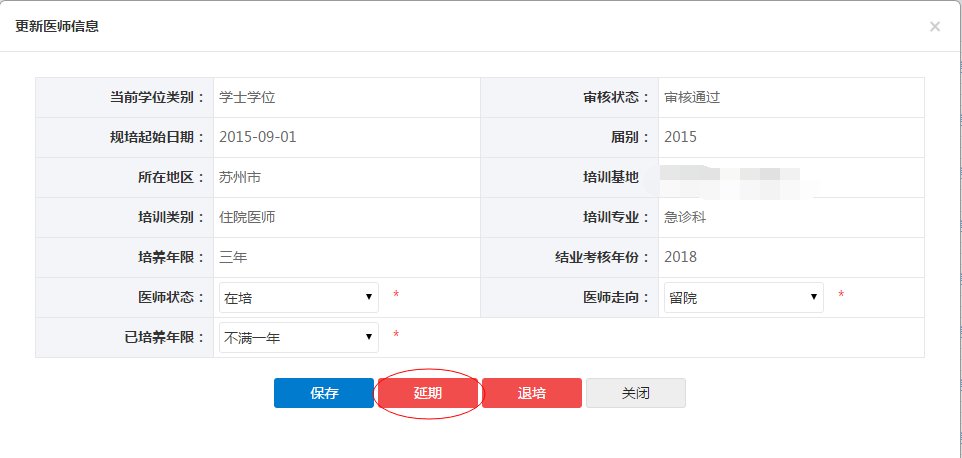 更新医师信息 ×
当前学位类别： 学士学位 审核状态： 审核通过
规培起始日期： 2015-09-01 届别： 2015
所在地区： 苏州市 培训基地
培训类别： 住院医师 培训专业： 急诊科
培养年限： 三年 结业考核年份： 2018
医师状态： 在培 * 医师走向： 留院 *
已培养年限： 不满一年 *
保存 延期 退培 关闭